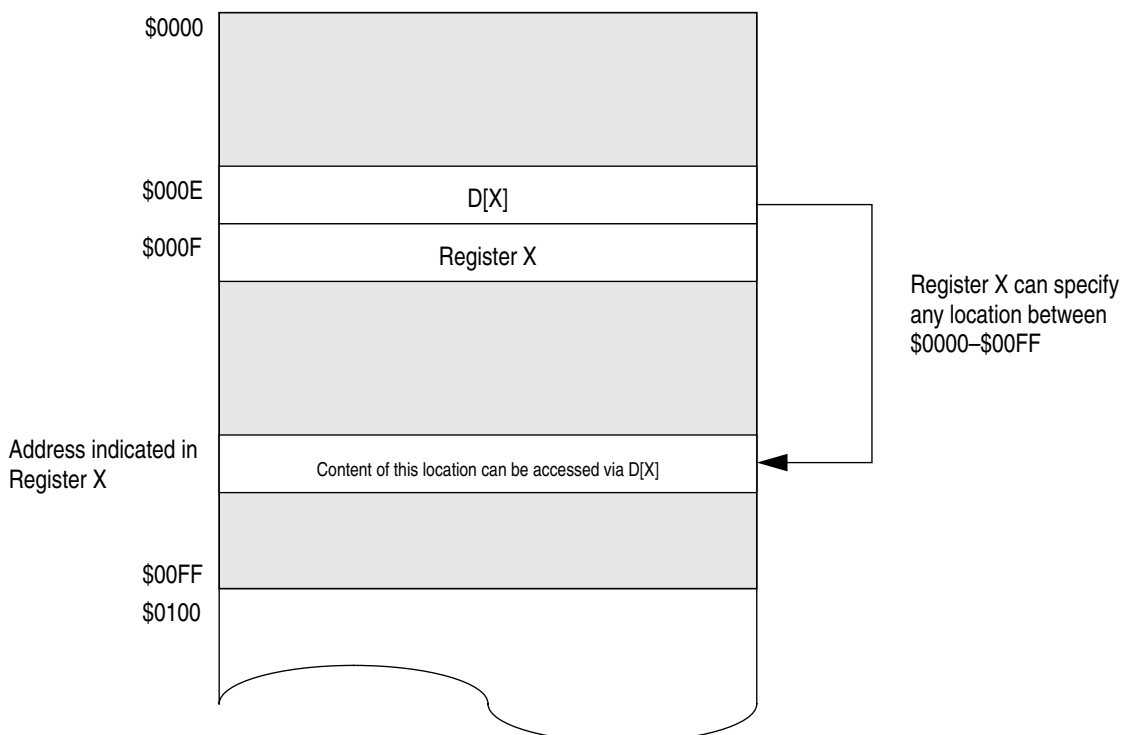 $0000
$000E
D[X]
$000F
Register X
Register X can specify
any location between
$0000–$00FF
Address indicated in
Register X
Content of this location can be accessed via D[X]
$00FF
$0100